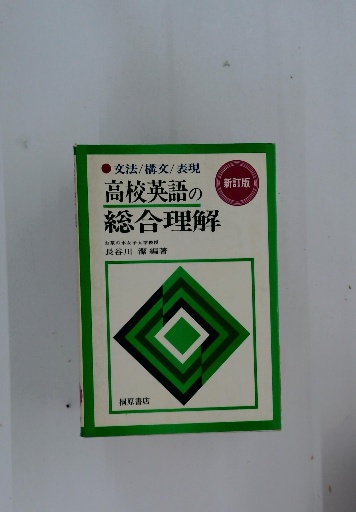 ●文法/構文/表現
新訂版
高校英語の
総合理解
お茶の水女子大学教授
長谷川 潔 編著
桐原書店